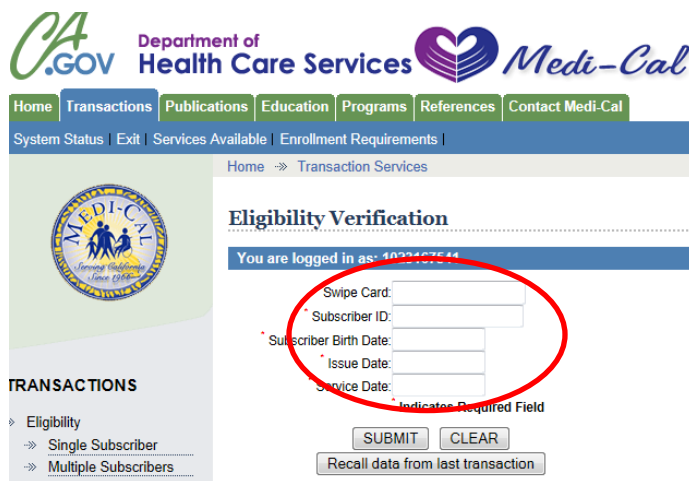 CA
.GOV
Department of
Health Care Services
Medi-Cal
Home Transactions Publications Education Programs References Contact Medi-Cal
System Status | Exit | Services Available | Enrollment Requirements |
Home -» Transaction Services
MEDI-CAL
Serving California
Since 1966
Eligibility Verification
You are logged in as:
Swipe Card:
* Subscriber ID:
* Subscriber Birth Date:
* Issue Date:
* Service Date:
* Indicates Required Field
SUBMIT CLEAR
Recall data from last transaction
TRANSACTIONS
» Eligibility
-» Single Subscriber
-» Multiple Subscribers